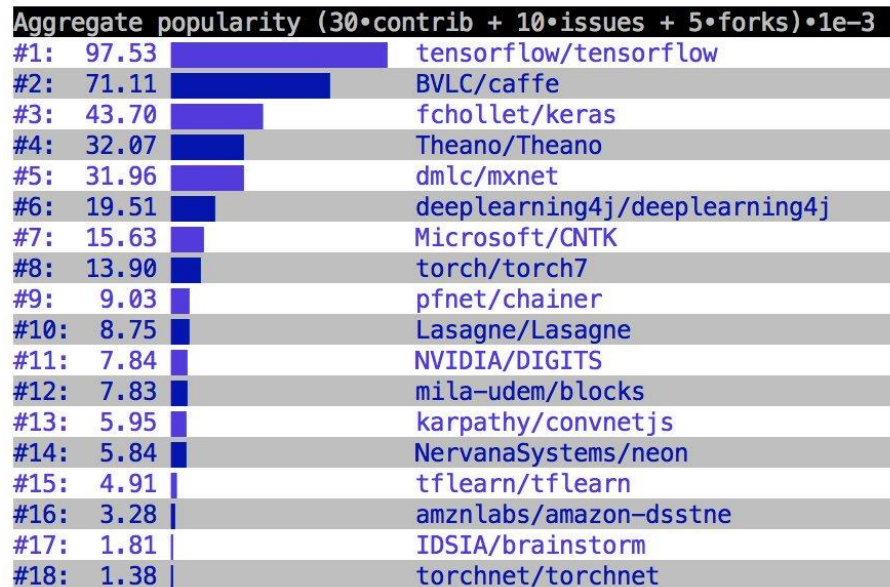 Aggregate popularity (30•contrib + 10•issues + 5•forks)•1e-3
#1: 97.53 tensorflow/tensorflow
#2: 71.11 BVLC/caffe
#3: 43.70 fchollet/keras
#4: 32.07 Theano/Theano
#5: 31.96 dmlc/mxnet
#6: 19.51 deeplearning4j/deeplearning4j
#7: 15.63 Microsoft/CNTK
#8: 13.90 torch/torch7
#9: 9.03 pfnet/chainer
#10: 8.75 Lasagne/Lasagne
#11: 7.84 NVIDIA/DIGITS
#12: 7.83 mila-udem/blocks
#13: 5.95 karpathy/convnetjs
#14: 5.84 NervanaSystems/neon
#15: 4.91 tflearn/tflearn
#16: 3.28 amznlabs/amazon-dsstne
#17: 1.81 IDSIA/brainstorm
#18: 1.38 torchnet/torchnet